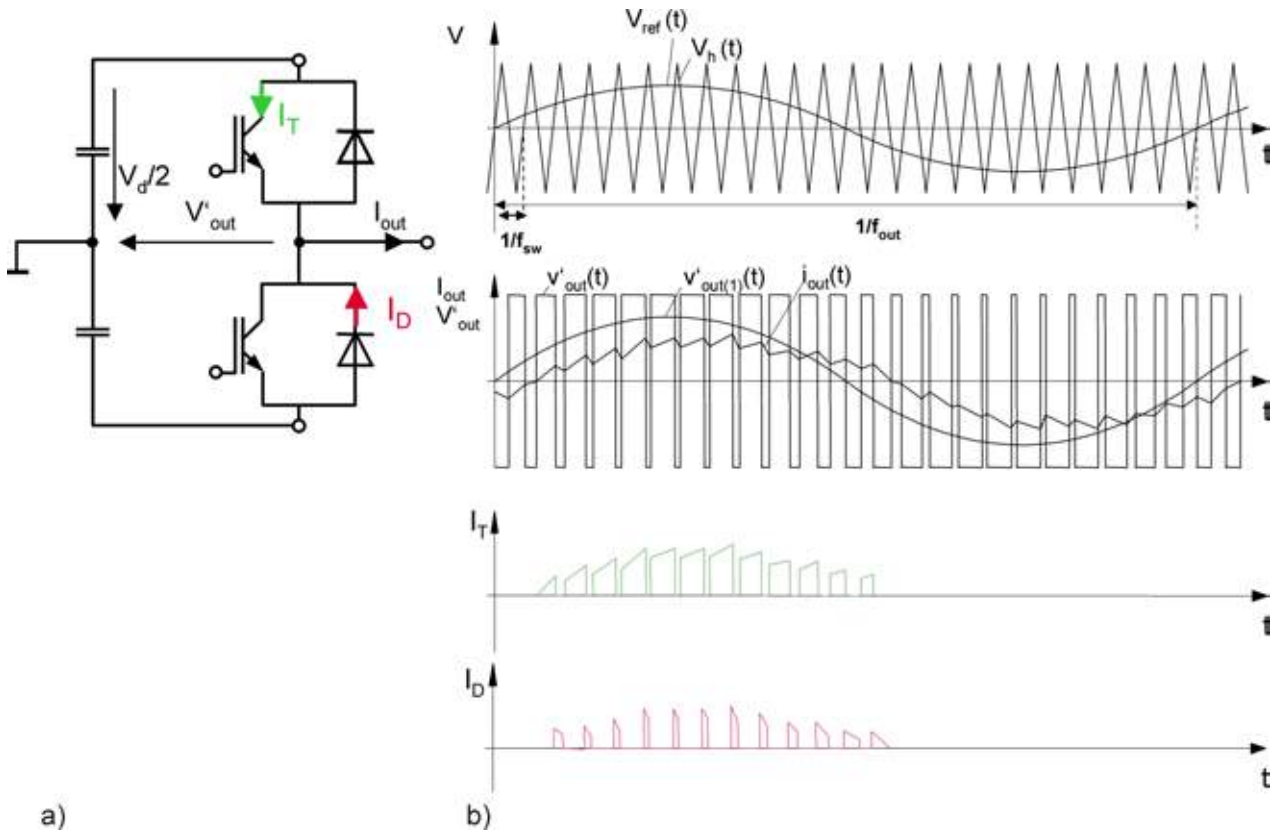 I_T
V_d/2
V'_out
I_out
I_D
a)
V
V_ref (t)
V_h (t)
t
1/f_sw
1/f_out
I_out
V'_out
v'_out(t)
v'_out(1)(t)
i_out(t)
t
I_T
t
I_D
t
b)